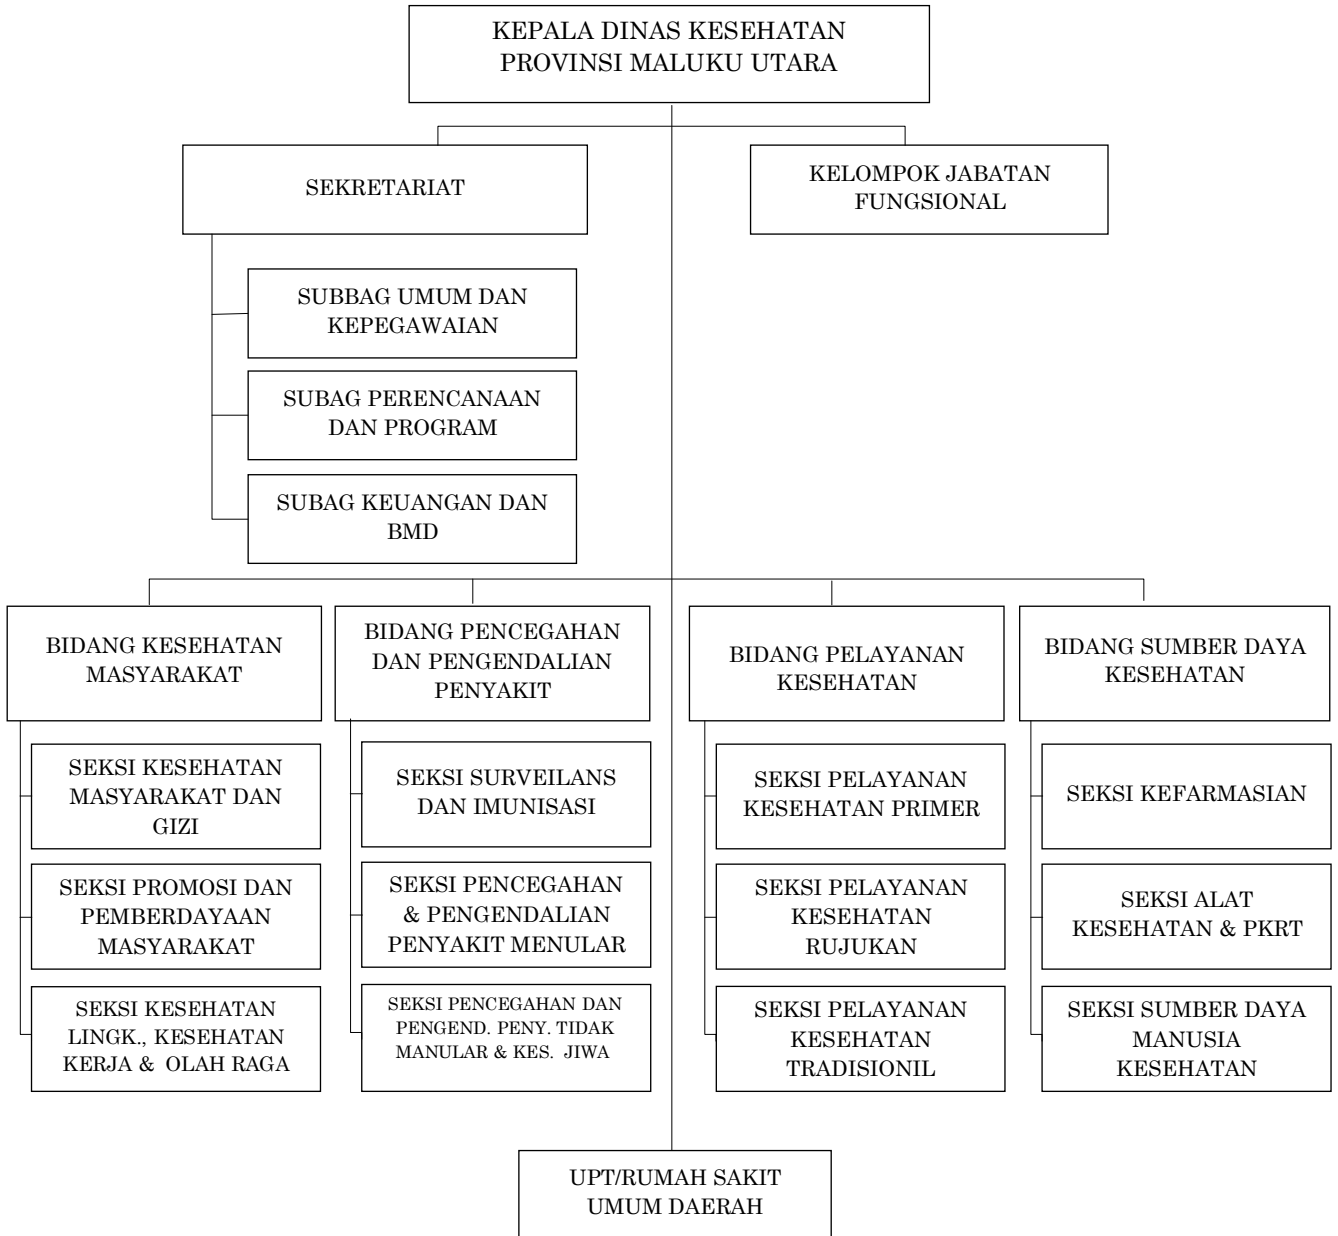 KEPALA DINAS KESEHATAN
PROVINSI MALUKU UTARA
SEKRETARIAT
KELOMPOK JABATAN
FUNGSIONAL
SUBBAG UMUM DAN
KEPEGAWAIAN
SUBAG PERENCANAAN
DAN PROGRAM
SUBAG KEUANGAN DAN
BMD
BIDANG KESEHATAN
MASYARAKAT
BIDANG PENCEGAHAN
DAN PENGENDALIAN
PENYAKIT
BIDANG PELAYANAN
KESEHATAN
BIDANG SUMBER DAYA
KESEHATAN
SEKSI KESEHATAN
MASYARAKAT DAN
GIZI
SEKSI SURVEILANS
DAN IMUNISASI
SEKSI PELAYANAN
KESEHATAN PRIMER
SEKSI KEFARMASIAN
SEKSI PROMOSI DAN
PEMBERDAYAAN
MASYARAKAT
SEKSI PENCEGAHAN
& PENGENDALIAN
PENYAKIT MENULAR
SEKSI PELAYANAN
KESEHATAN
RUJUKAN
SEKSI ALAT
KESEHATAN & PKRT
SEKSI KESEHATAN
LINGK., KESEHATAN
KERJA & OLAH RAGA
SEKSI PENCEGAHAN DAN
PENGEND. PENY. TIDAK
MANULAR & KES. JIWA
SEKSI PELAYANAN
KESEHATAN
TRADISIONIL
SEKSI SUMBER DAYA
MANUSIA
KESEHATAN
UPT/RUMAH SAKIT
UMUM DAERAH